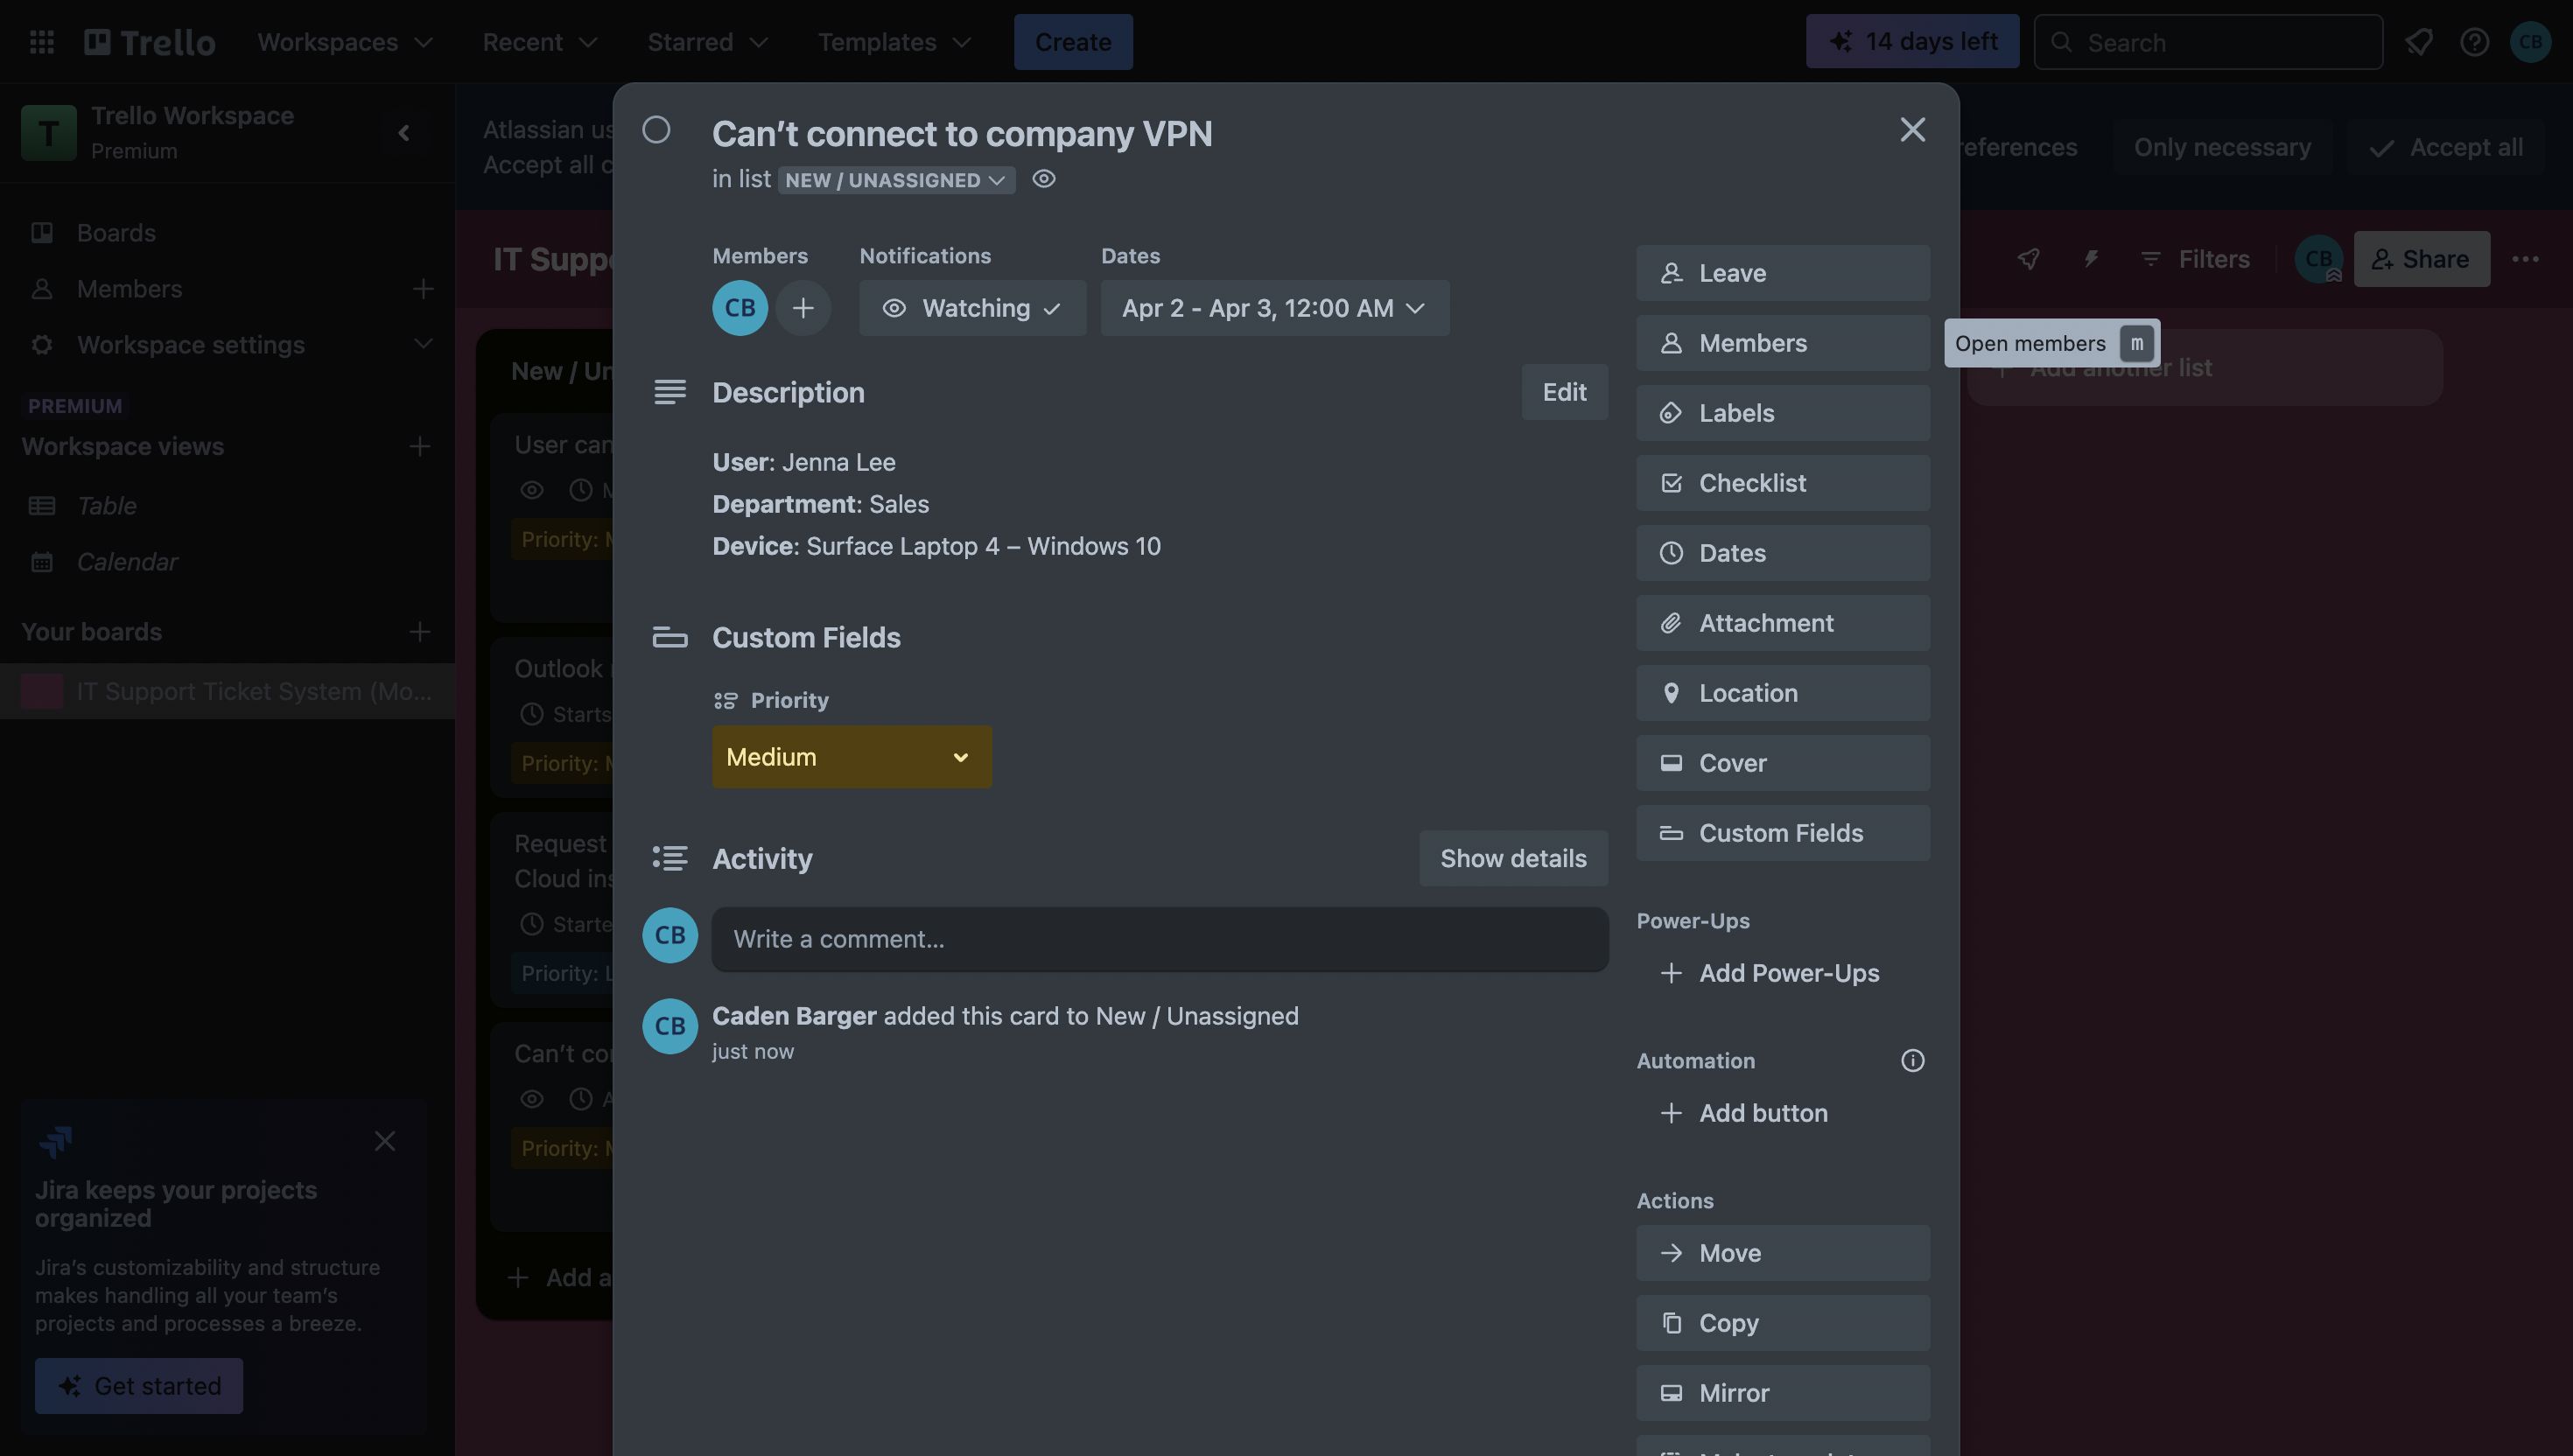 Trello
Workspaces
Recent
Starred
Templates
Create
14 days left
Search
CB
T
Trello Workspace
Premium
Boards
Members
Workspace settings
PREMIUM
Workspace views
Table
Calendar
Your boards
IT Support Ticket System (Mo...
Jira keeps your projects
organized
Jira's customizability and structure
makes handling all your team's
projects and processes a breeze.
Get started
Atlassian
Accept all
Only necessary
Accept all
IT
Filters
CB
Share
New /
User can
Priority:
Outlook
Starts
Priority:
Request
Cloud
Priority:
Can't
Priority:
Add a
Add another list
Can't connect to company VPN
in list NEW / UNASSIGNED
Members
Notifications
Dates
CB
Watching
Apr 2 - Apr 3, 12:00 AM
Description
Edit
User: Jenna Lee
Department: Sales
Device: Surface Laptop 4 – Windows 10
Custom Fields
Priority
Medium
Activity
Show details
CB
Write a comment...
CB
Caden Barger added this card to New / Unassigned
just now
Leave
Members
Open members m
Labels
Checklist
Dates
Attachment
Location
Cover
Custom Fields
Power-Ups
Add Power-Ups
Automation
Add button
Actions
Move
Copy
Mirror